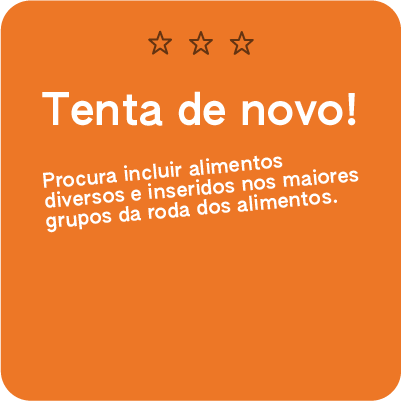 Tenta de novo!
Procura incluir alimentos
diversos e inseridos nos maiores
grupos da roda dos alimentos.